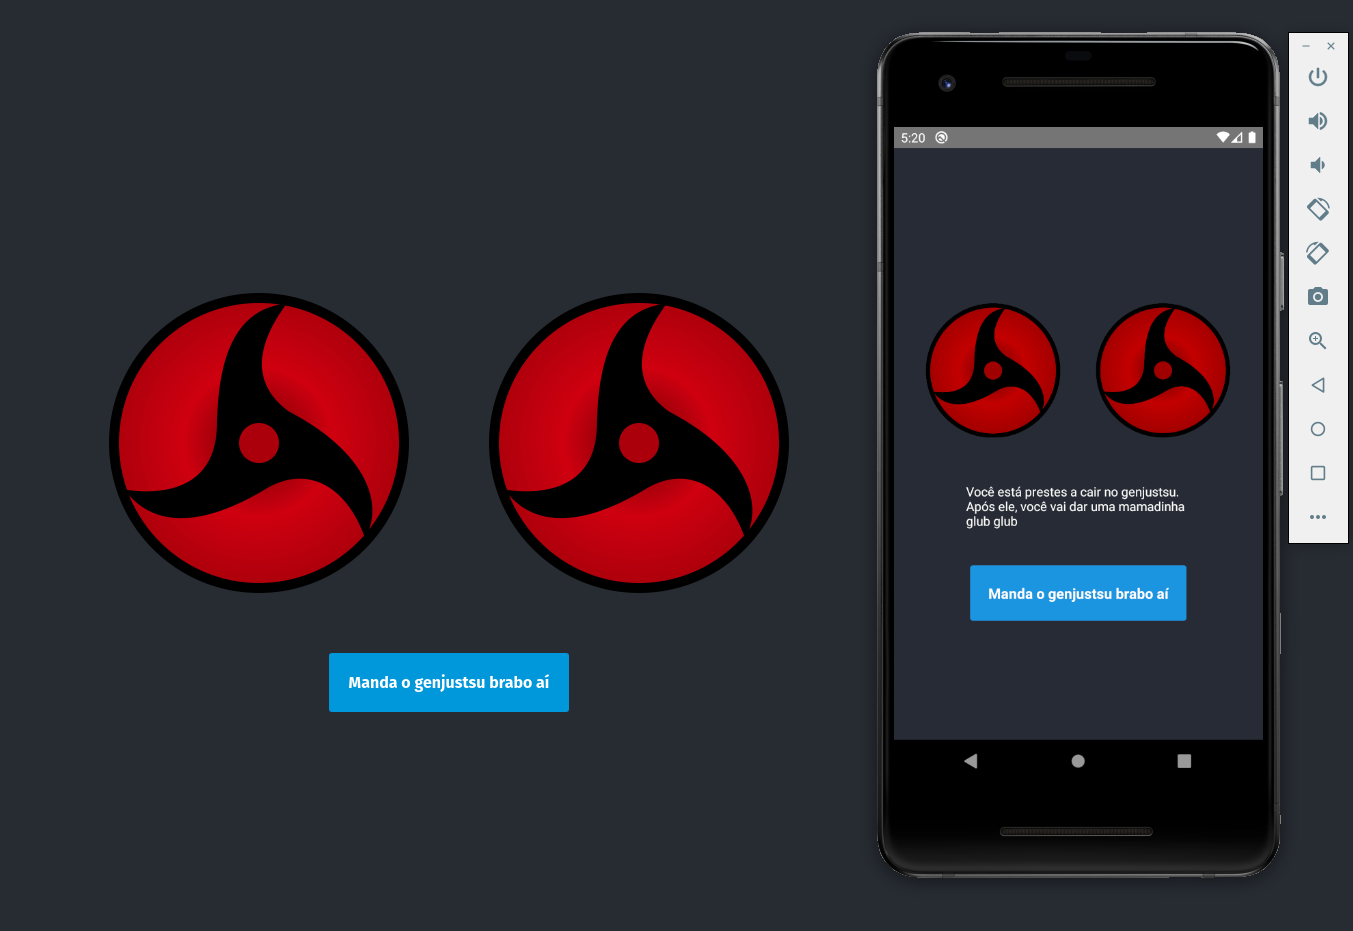 Manda o genjustsu brabo aí
5:20
Você está prestes a cair no genjustsu.
Após ele, você vai dar uma mamadinha
glub glub
Manda o genjustsu brabo aí